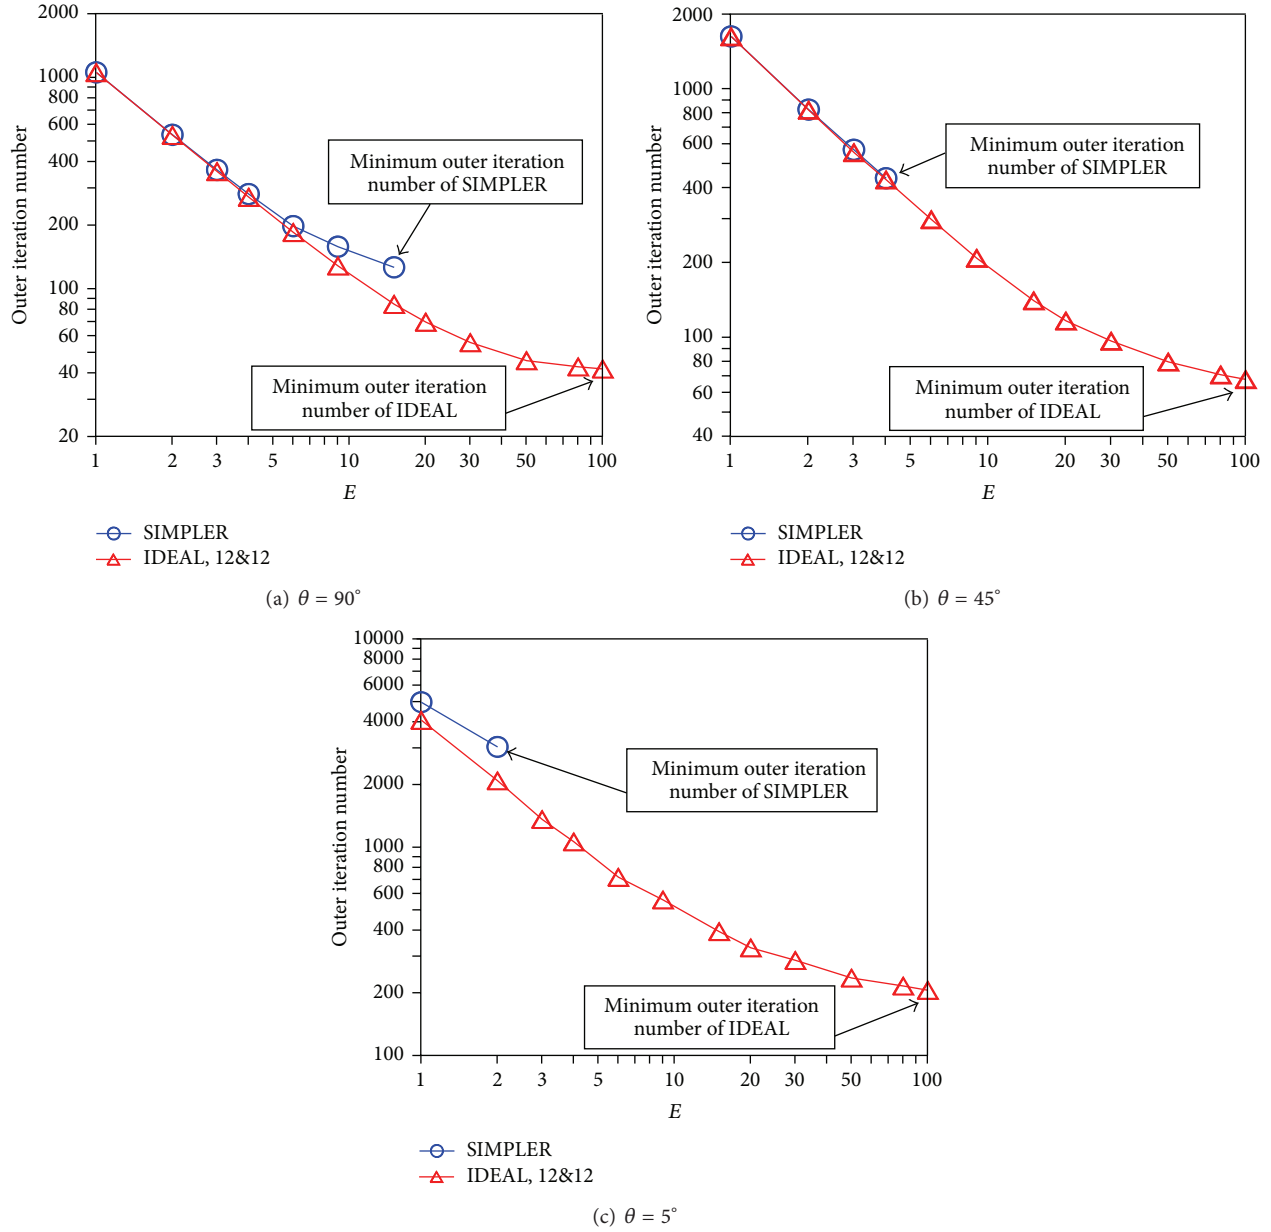 2000
1000
800
600
400
200
100
80
60
40
20
Outer iteration number
1
2
3
5
10
20
30
50
100
E
Minimum outer iteration
number of SIMPLER
Minimum outer iteration
number of IDEAL
SIMPLER
IDEAL, 12&12
(a) θ = 90°
2000
1000
800
600
400
200
100
80
60
40
Outer iteration number
1
2
3
5
10
20
30
50
100
E
Minimum outer iteration
number of SIMPLER
Minimum outer iteration
number of IDEAL
SIMPLER
IDEAL, 12&12
(b) θ = 45°
10000
8000
6000
4000
2000
1000
800
600
400
200
100
Outer iteration number
1
2
3
5
10
20
30
50
100
E
Minimum outer iteration
number of SIMPLER
Minimum outer iteration
number of IDEAL
SIMPLER
IDEAL, 12&12
(c) θ = 5°